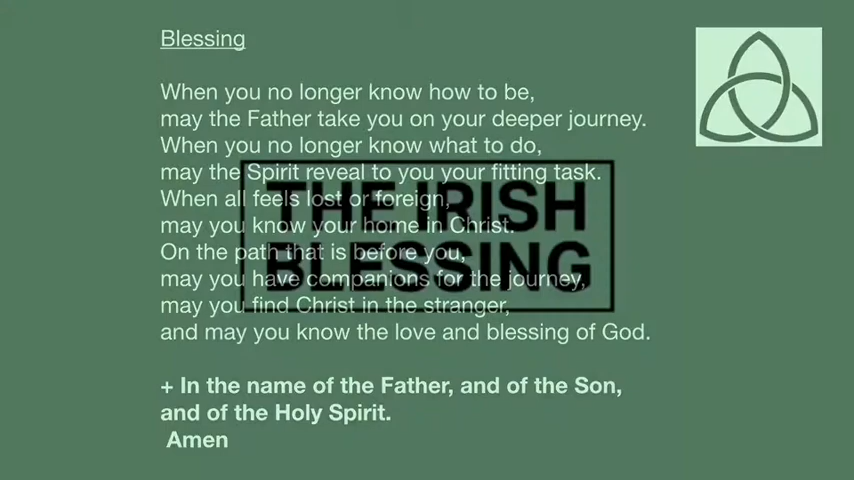 Blessing
When you no longer know how to be,
may the Father take you on your deeper journey.
When you no longer know what to do,
may the Spirit reveal to you your fitting task.
When all feels lost or foreign,
may you know your home in Christ.
On the path that is before you,
may you have companions for the journey,
may you find Christ in the stranger,
and may you know the love and blessing of God.
+ In the name of the Father, and of the Son,
and of the Holy Spirit.
Amen
THE IRISH
BLESSING